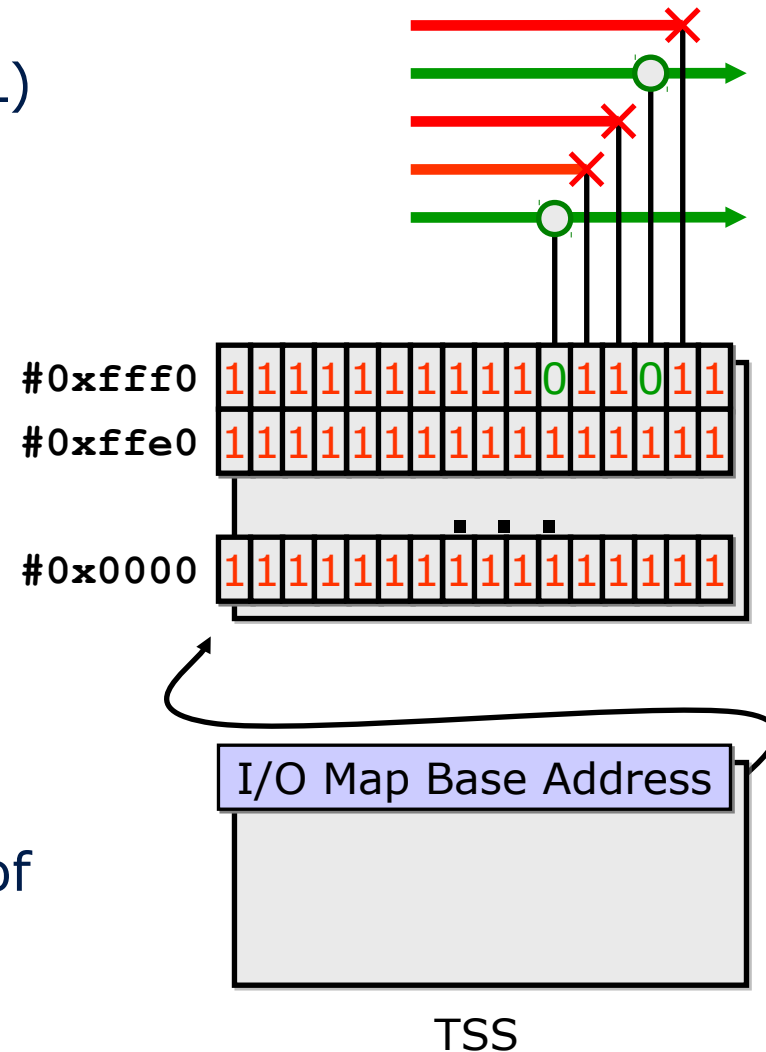 )
#0xfff0 1 1 1 1 1 1 1 1 1 1 0 1 1 0 1 1
#0xffe0 1 1 1 1 1 1 1 1 1 1 1 1 1 1 1 1
. . .
#0x0000 1 1 1 1 1 1 1 1 1 1 1 1 1 1 1 1
I/O Map Base Address
of
TSS